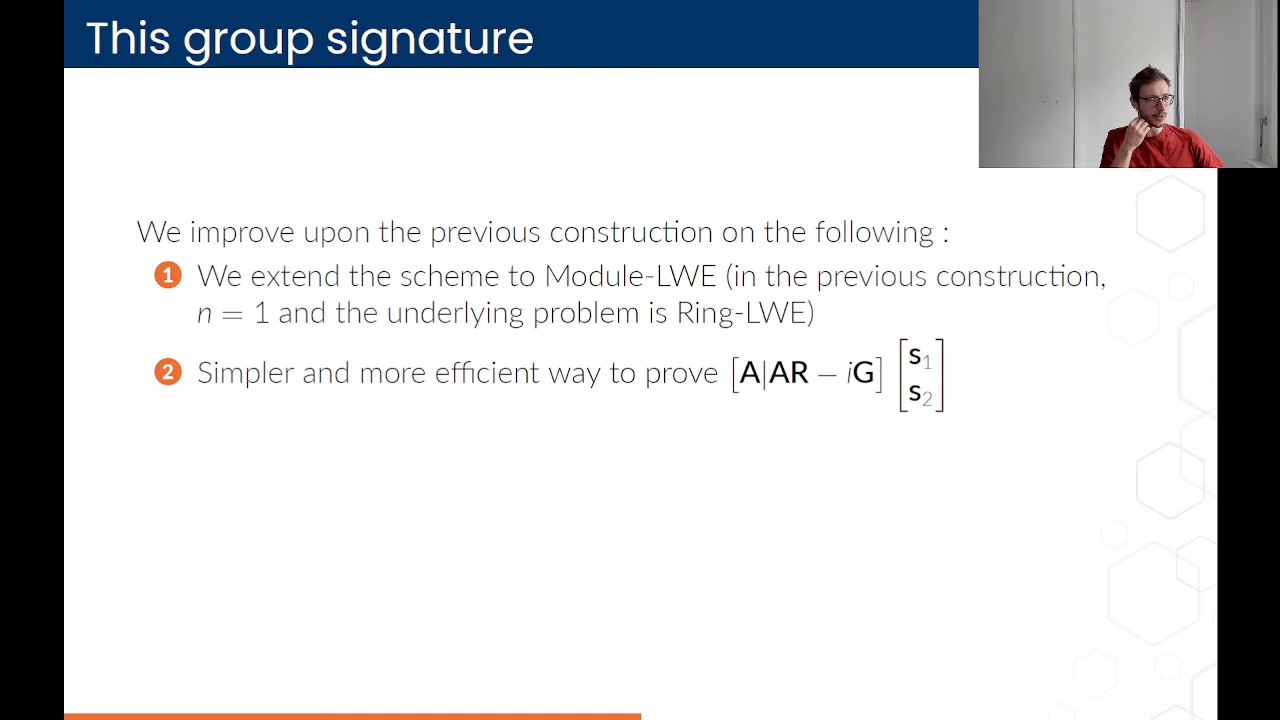 This group signature
We improve upon the previous construction on the following :
1 We extend the scheme to Module-LWE (in the previous construction,
n = 1 and the underlying problem is Ring-LWE)
2 Simpler and more efficient way to prove [A|AR − iG] [s₁ s₂]